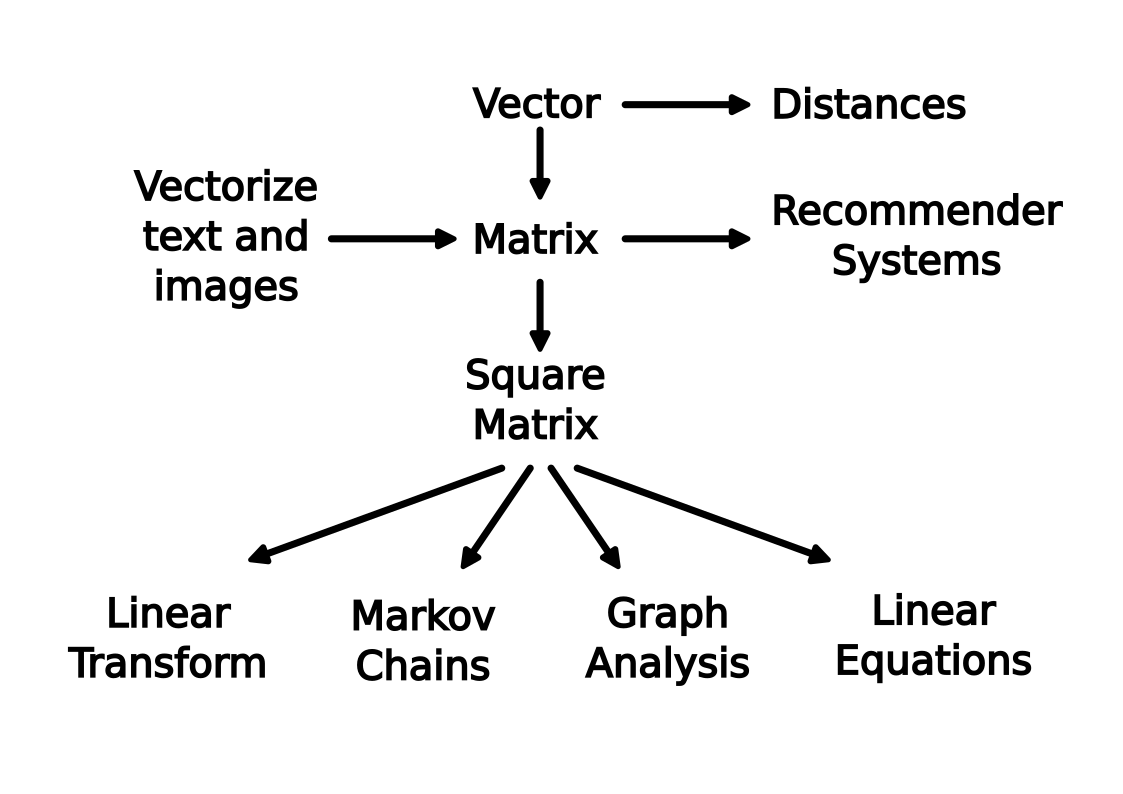 Vector
Distances
Vectorize
text and
images
Matrix
Recommender
Systems
Square
Matrix
Linear
Transform
Markov
Chains
Graph
Analysis
Linear
Equations